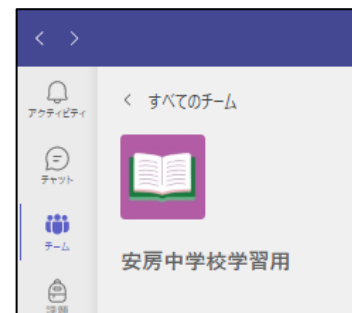 すべてのチーム
アクティビティ
チャット
チーム
安房中学校学習用
課題